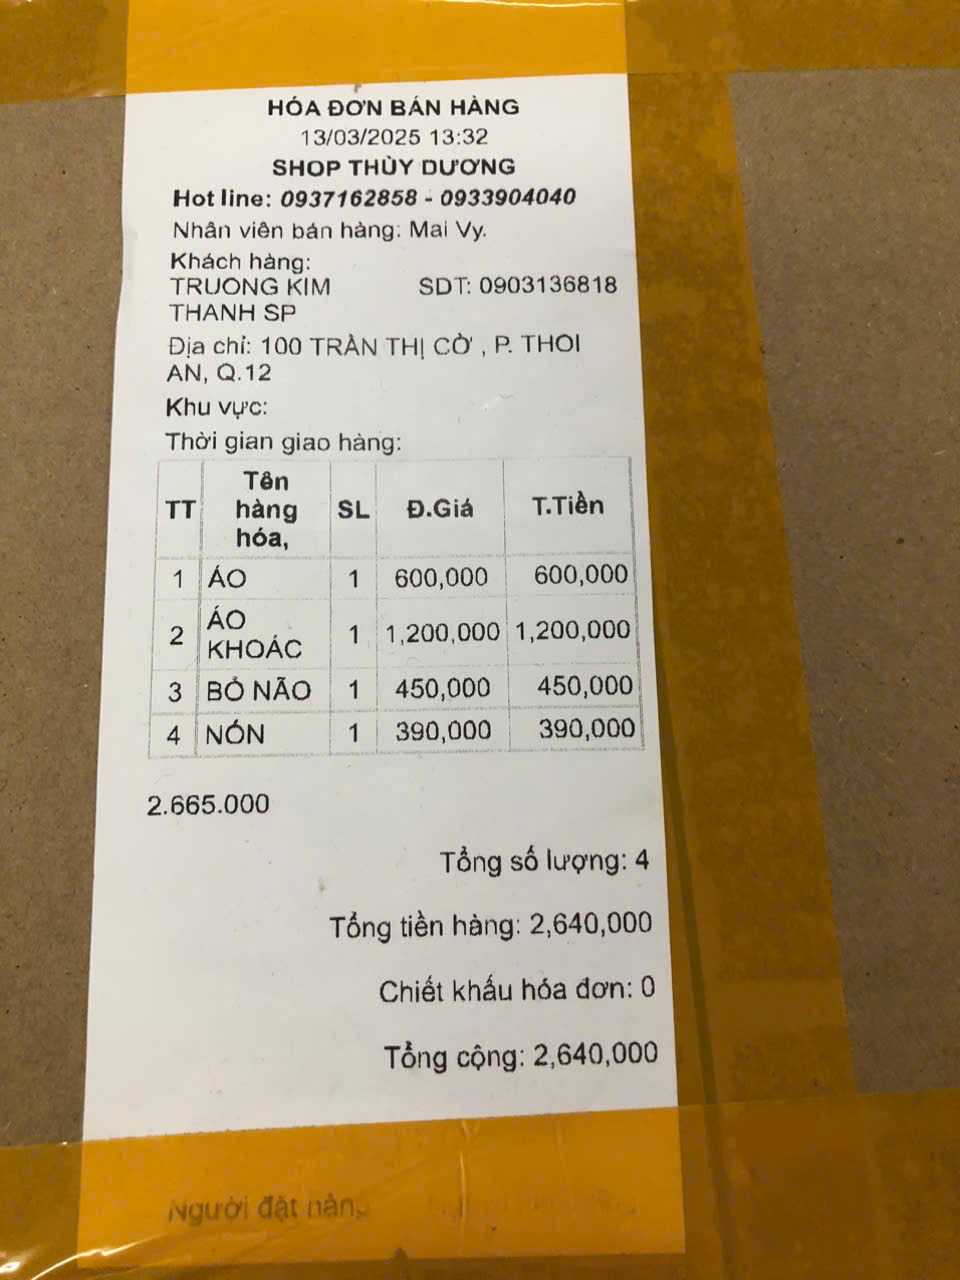 HÓA ĐƠN BÁN HÀNG
13/03/2025 13:32
SHOP THÙY DƯƠNG
Hot line: 0937162858 - 0933904040
Nhân viên bán hàng: Mai Vy.
Khách hàng:
TRUONG KIM SDT: 0903136818
THANH SP
Địa chỉ: 100 TRẦN THỊ CỜ , P. THOI
AN, Q.12
Khu vực:
Thời gian giao hàng:
TT Tên hàng hóa, SL Đ.Giá T.Tiền
1 ÁO 1 600,000 600,000
2 ÁO KHOÁC 1 1,200,000 1,200,000
3 BỎ NÃO 1 450,000 450,000
4 NÓN 1 390,000 390,000
2.665.000
Tổng số lượng: 4
Tổng tiền hàng: 2,640,000
Chiết khấu hóa đơn: 0
Tổng cộng: 2,640,000
Người đặt hàng